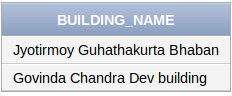 BUILDING_NAME
Jyotirmoy Guhathakurta Bhaban
Govinda Chandra Dev building